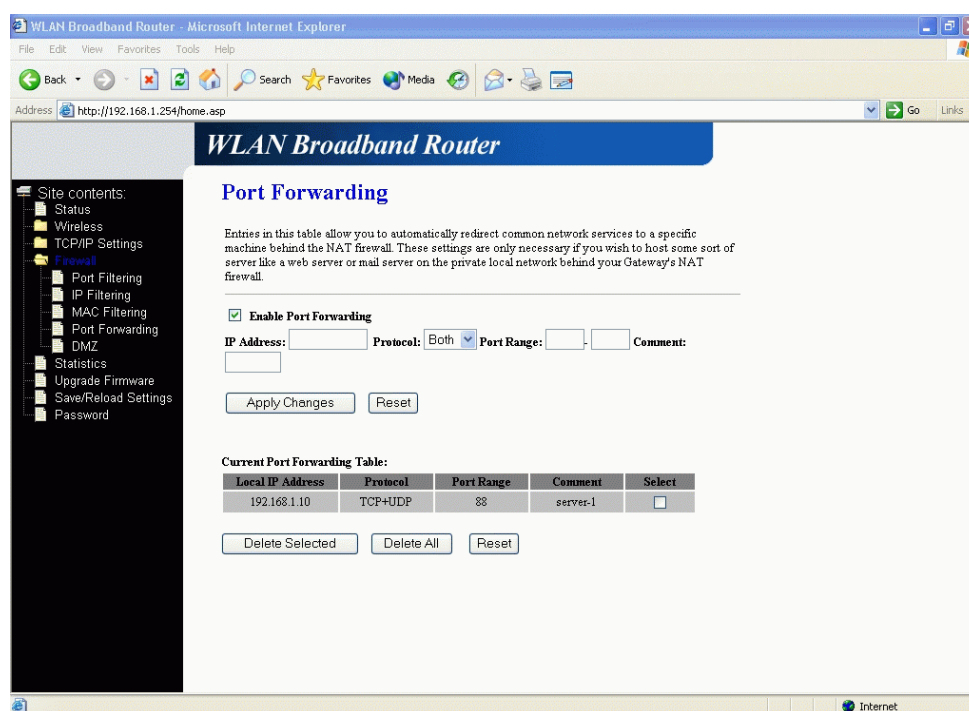 WLAN Broadband Router - Microsoft Internet Explorer
File Edit View Favorites Tools Help
Back Search Favorites Media
Address http://192.168.1.254/home.asp Go Links
WLAN Broadband Router
Site contents:
Status
Wireless
TCP/IP Settings
Firewall
Port Filtering
IP Filtering
MAC Filtering
Port Forwarding
DMZ
Statistics
Upgrade Firmware
Save/Reload Settings
Password
Port Forwarding
Entries in this table allow you to automatically redirect common network services to a specific
machine behind the NAT firewall. These settings are only necessary if you wish to host some sort of
server like a web server or mail server on the private local network behind your Gateway's NAT
firewall.
Enable Port Forwarding
IP Address: Protocol: Both Port Range: - Comment:
Apply Changes Reset
Current Port Forwarding Table:
Local IP Address Protocol Port Range Comment Select
192.168.1.10 TCP+UDP 88 server-1
Delete Selected Delete All Reset
Internet